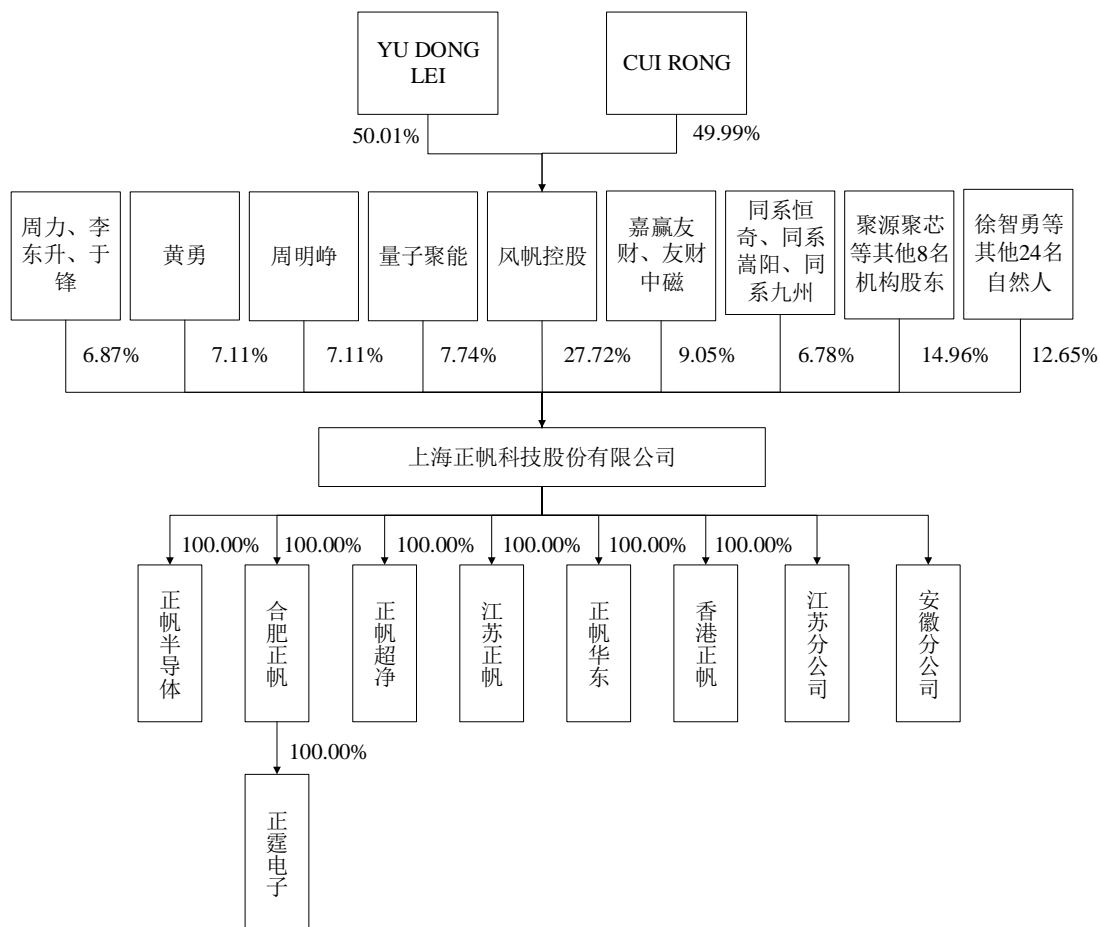 YU DONG
LEI
CUI RONG
50.01%
49.99%
周力、李
东升、于
锋
黄勇
周明峥
量子聚能
风帆控股
嘉赢友
财、友财
中磁
同系恒
奇、同系
嵩阳、同
系九州
聚源聚芯
等其他8名
机构股东
徐智勇等
其他24名
自然人
6.87%
7.11%
7.11%
7.74%
27.72%
9.05%
6.78%
14.96%
12.65%
上海正帆科技股份有限公司
100.00%
100.00%
100.00%
100.00%
100.00%
100.00%
正帆半导体
合肥正帆
正帆超净
江苏正帆
正帆华东
香港正帆
江苏分公司
安徽分公司
100.00%
正霆电子